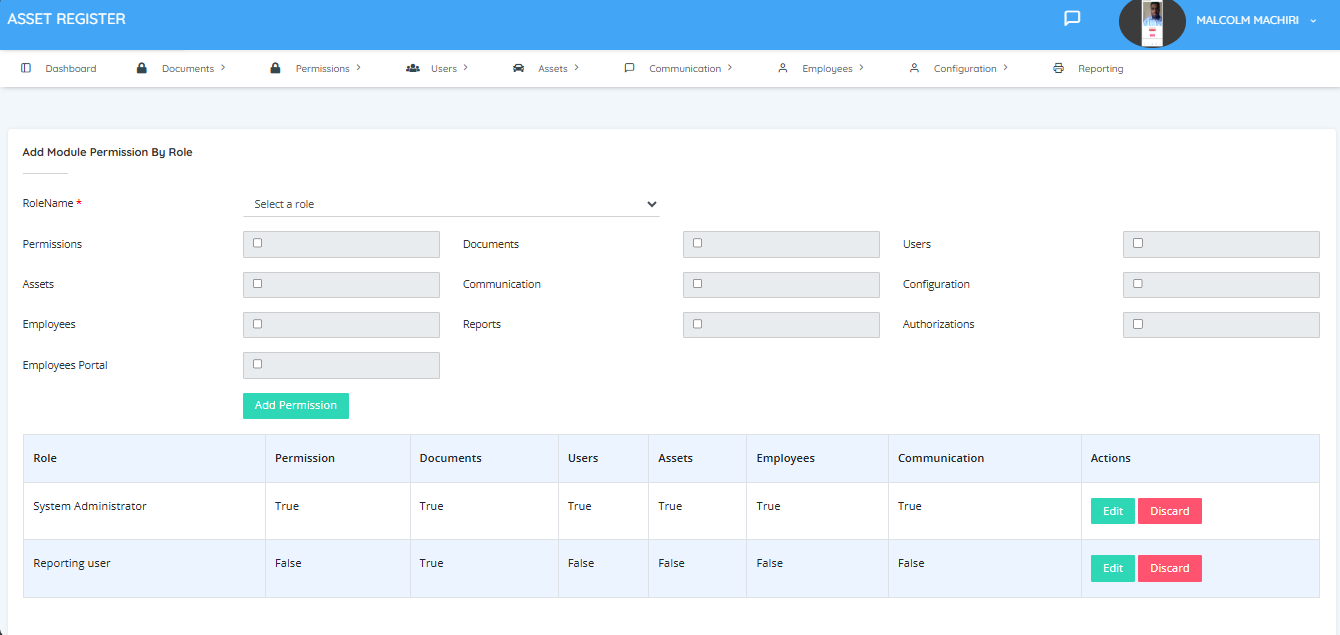 ASSET REGISTER
MALCOLM MACHIRI
Dashboard Documents Permissions Users Assets Communication Employees Configuration Reporting
Add Module Permission By Role
RoleName * Select a role
Permissions Documents Users
Assets Communication Configuration
Employees Reports Authorizations
Employees Portal
Add Permission
Role Permission Documents Users Assets Employees Communication Actions
System Administrator True True True True True True Edit Discard
Reporting user False True False False False False Edit Discard